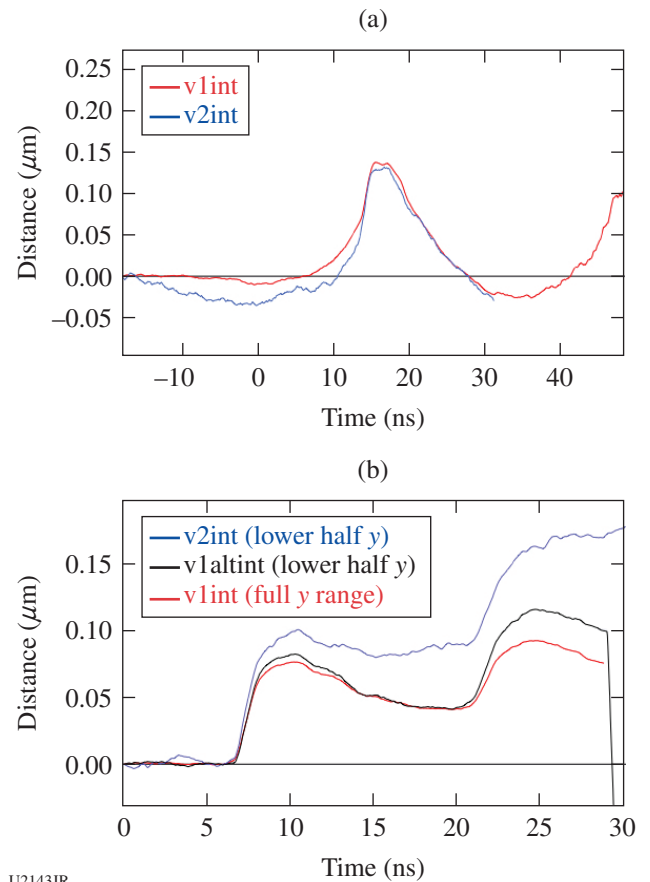 (a)
0.25
0.20
0.15
0.10
0.05
0.00
−0.05
Distance (μm)
v1int
v2int
−10 0 10 20 30 40
Time (ns)
(b)
0.15
0.10
0.05
0.00
Distance (μm)
v2int (lower half y)
v1altint (lower half y)
v1int (full y range)
0 5 10 15 20 25 30
Time (ns)
U2143JR